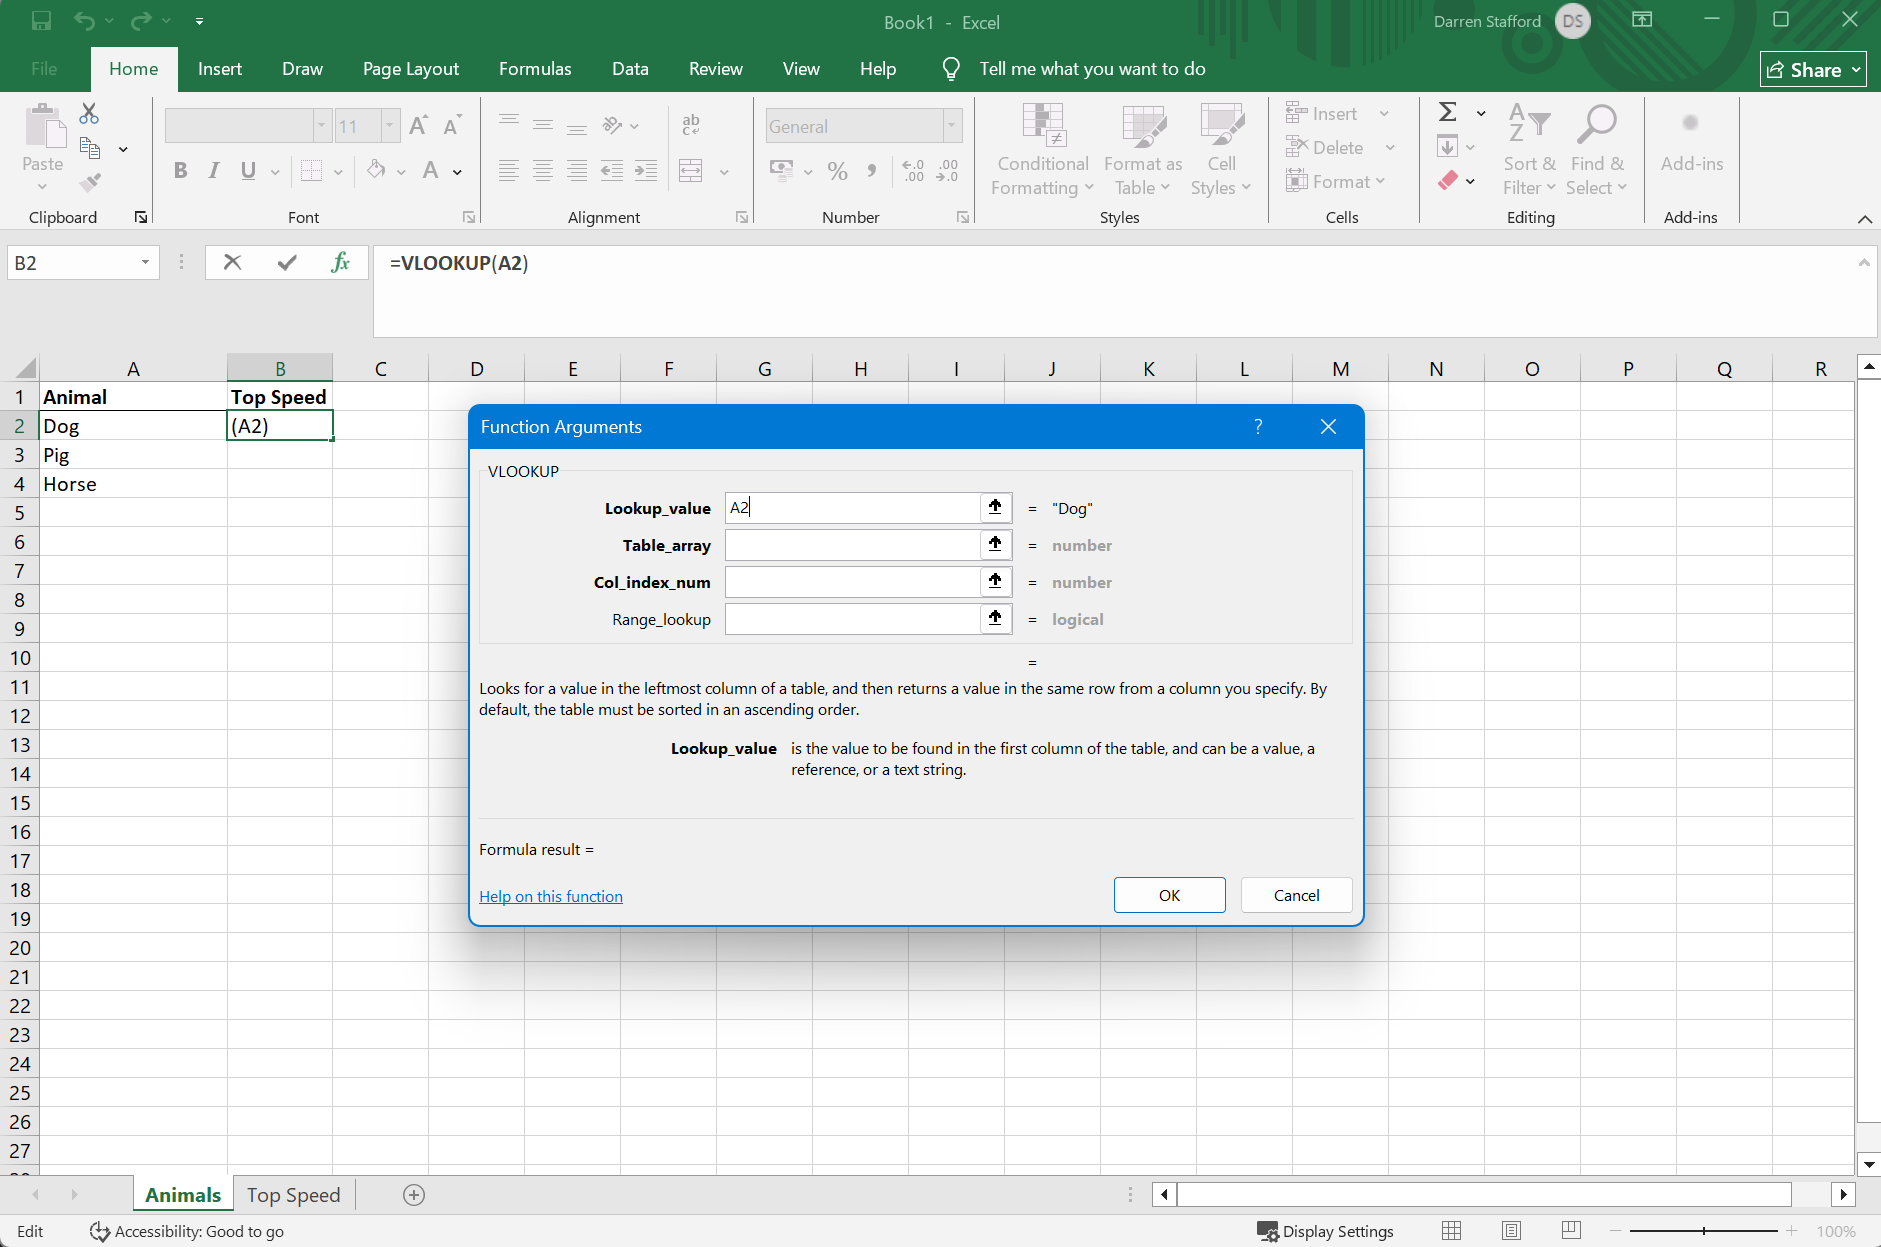 Book1 - Excel
Darren Stafford DS
File Home Insert Draw Page Layout Formulas Data Review View Help Tell me what you want to do Share
Paste
Clipboard
11
B I U A
Font
ab
Alignment
General
% , .0 .00 .00 .0
Number
Conditional Formatting
Format as Table
Cell Styles
Styles
Insert
Delete
Format
Cells
Σ
A
Z
Sort & Filter
Find & Select
Editing
Add-ins
Add-ins
B2 fx =VLOOKUP(A2)
A B C D E F G H I J K L M N O P Q R
1 Animal Top Speed
2 Dog (A2)
3 Pig
4 Horse
5
6
7
8
9
10
11
12
13
14
15
16
17
18
19
20
21
22
23
24
25
26
27
Function Arguments ?
VLOOKUP
Lookup_value A2 = "Dog"
Table_array = number
Col_index_num = number
Range_lookup = logical
=
Looks for a value in the leftmost column of a table, and then returns a value in the same row from a column you specify. By
default, the table must be sorted in an ascending order.
Lookup_value is the value to be found in the first column of the table, and can be a value, a
reference, or a text string.
Formula result =
Help on this function
OK Cancel
Animals Top Speed
Edit Accessibility: Good to go Display Settings 100%